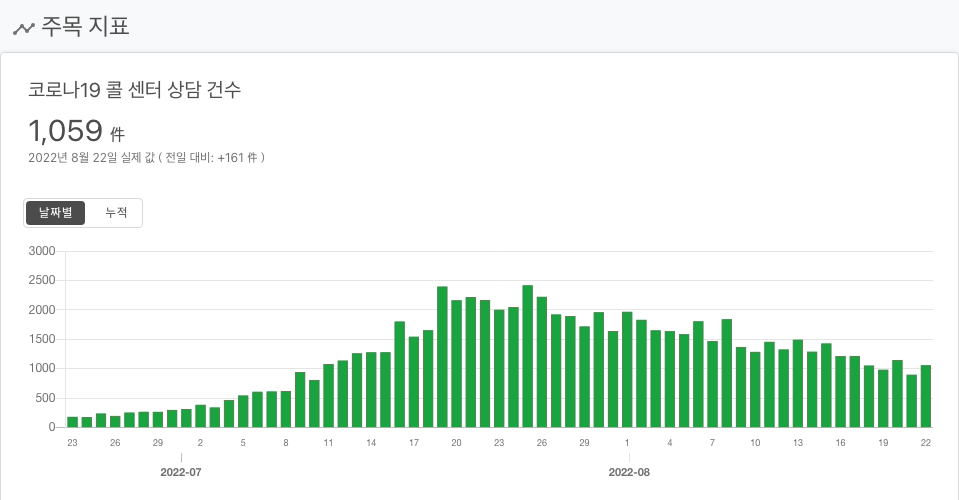 주목 지표
코로나19 콜 센터 상담 건수
1,059 件
2022년 8월 22일 실제 값 ( 전일 대비: +161 件 )
날짜별 누적
3000
2500
2000
1500
1000
500
0
23 26 29 2 5 8 11 14 17 20 23 26 29 1 4 7 10 13 16 19 22
2022-07 2022-08